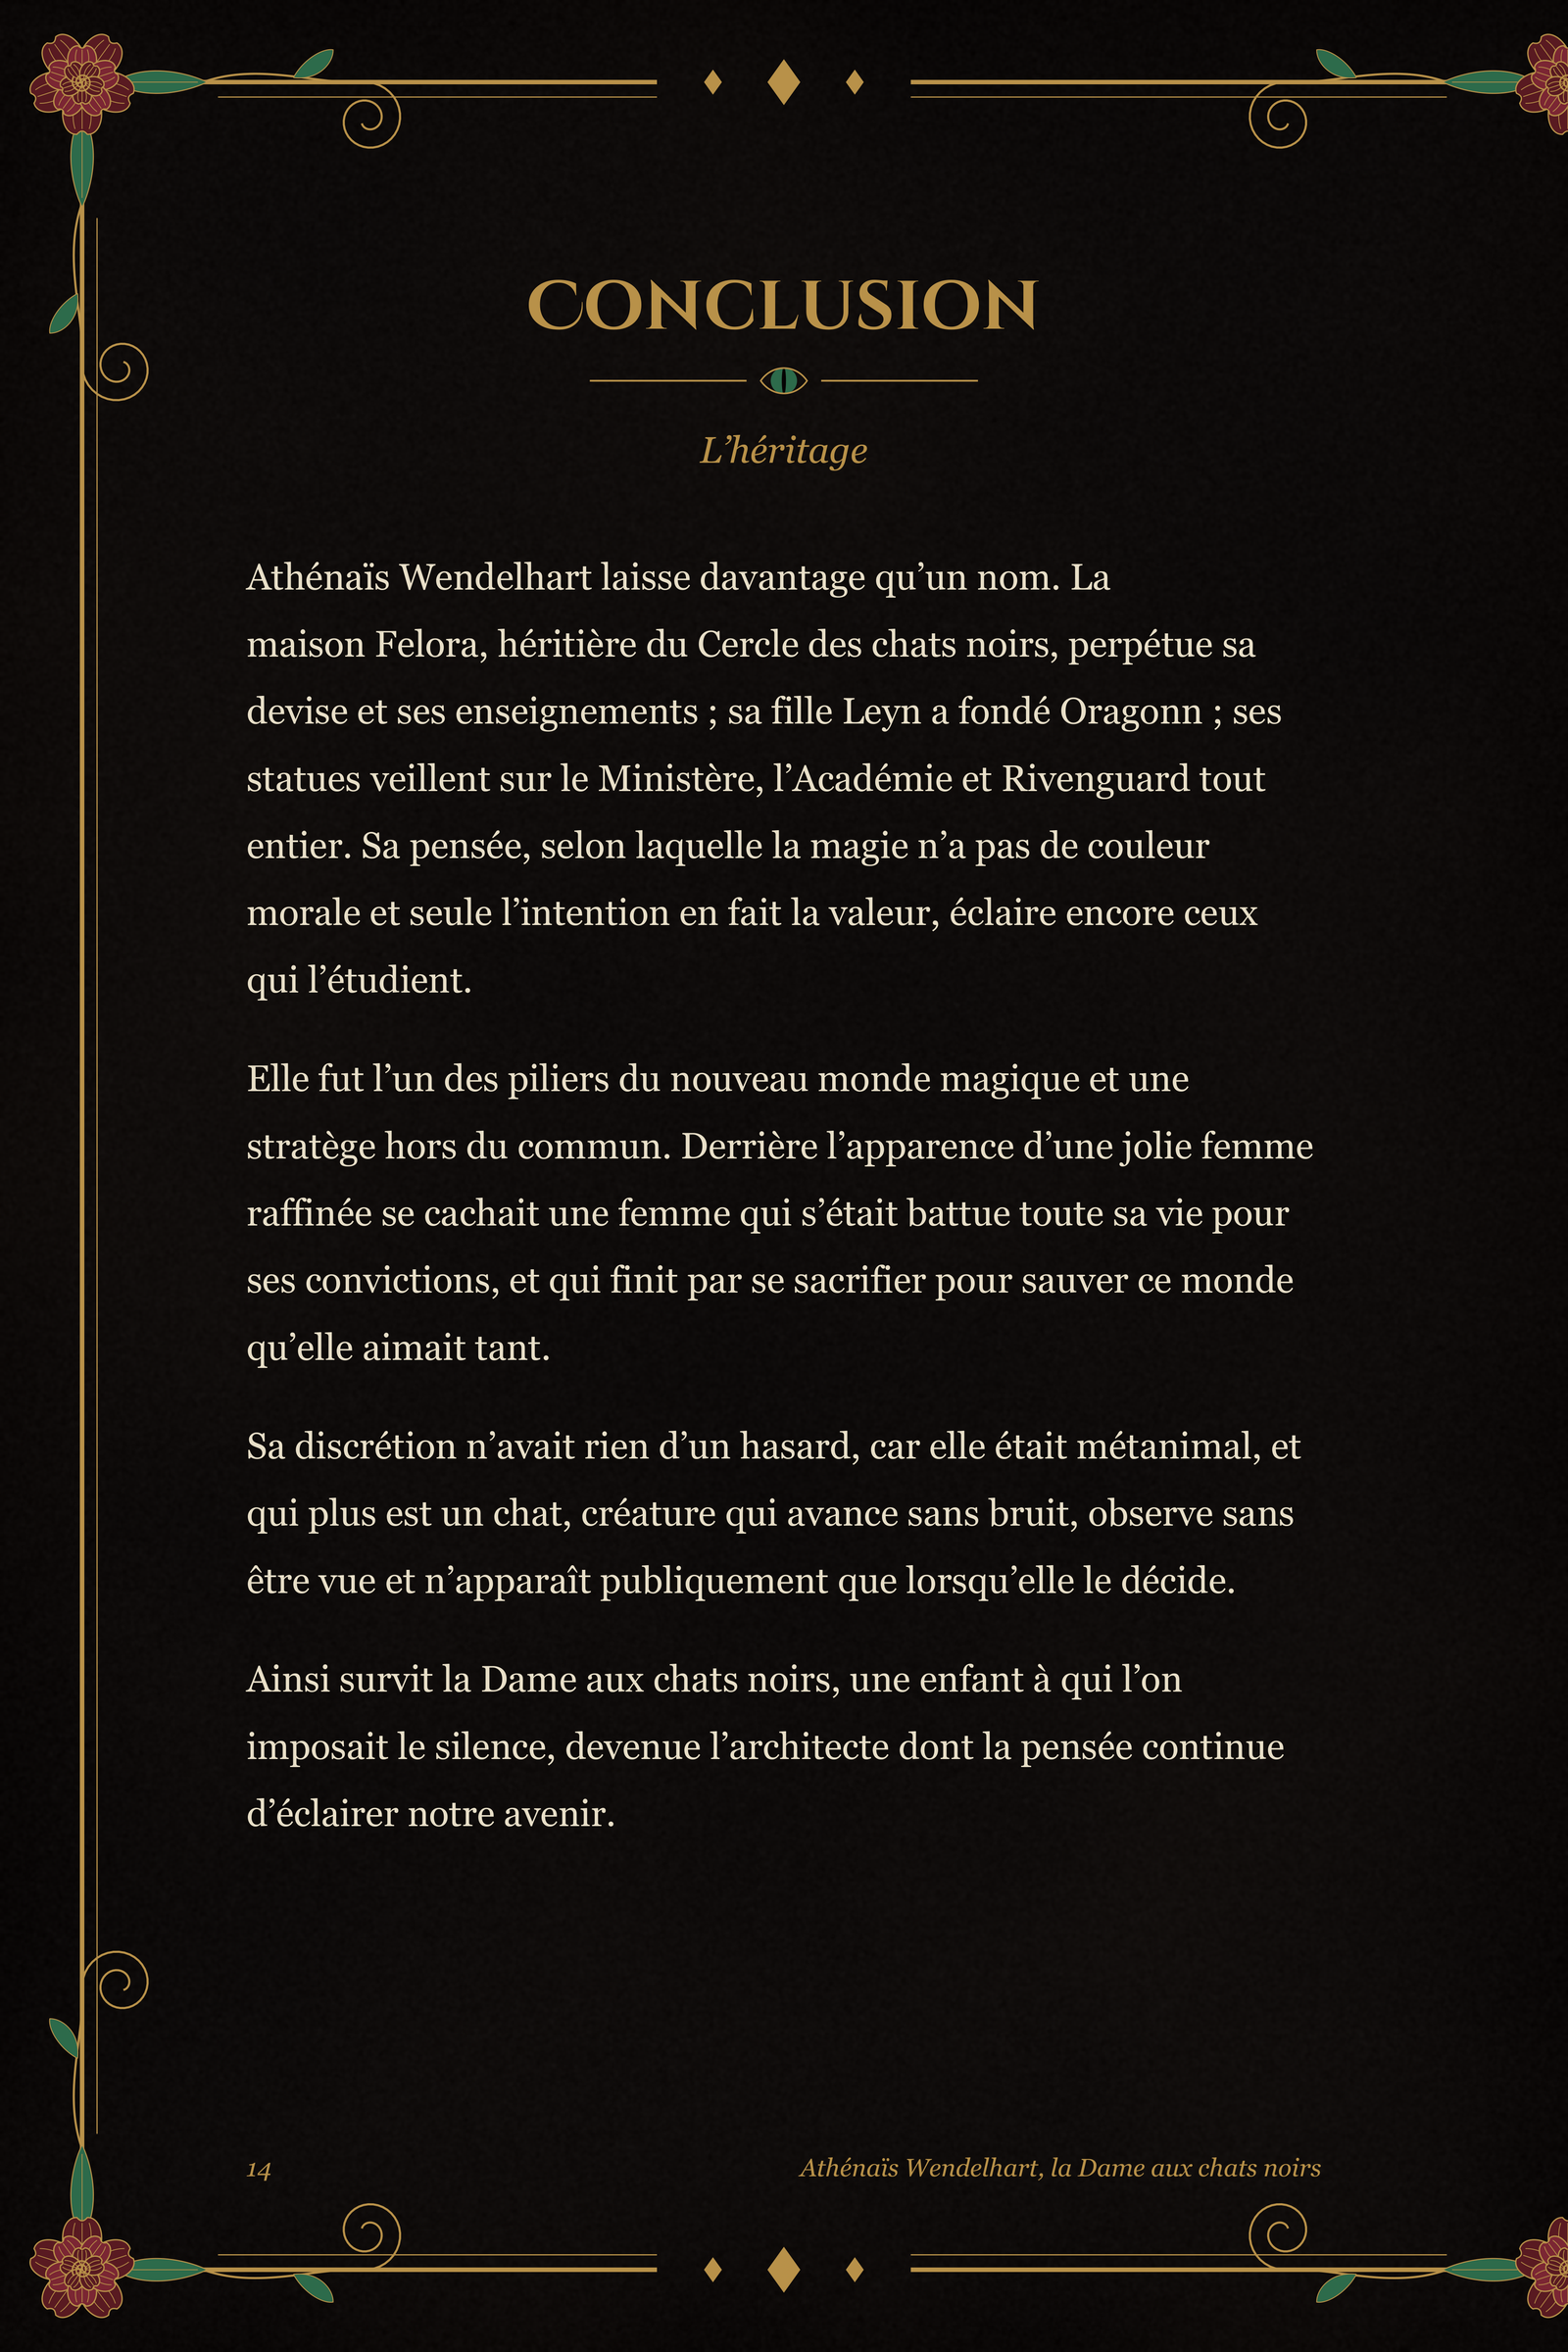 CONCLUSION
L’héritage
Athénaïs Wendelhart laisse davantage qu’un nom. La
maison Felora, héritière du Cercle des chats noirs, perpétue sa
devise et ses enseignements ; sa fille Leyn a fondé Oragonn ; ses
statues veillent sur le Ministère, l’Académie et Rivenguard tout
entier. Sa pensée, selon laquelle la magie n’a pas de couleur
morale et seule l’intention en fait la valeur, éclaire encore ceux
qui l’étudient.
Elle fut l’un des piliers du nouveau monde magique et une
stratège hors du commun. Derrière l’apparence d’une jolie femme
raffinée se cachait une femme qui s’était battue toute sa vie pour
ses convictions, et qui finit par se sacrifier pour sauver ce monde
qu’elle aimait tant.
Sa discrétion n’avait rien d’un hasard, car elle était métanimal, et
qui plus est un chat, créature qui avance sans bruit, observe sans
être vue et n’apparaît publiquement que lorsqu’elle le décide.
Ainsi survit la Dame aux chats noirs, une enfant à qui l’on
imposait le silence, devenue l’architecte dont la pensée continue
d’éclairer notre avenir.
14
Athénaïs Wendelhart, la Dame aux chats noirs